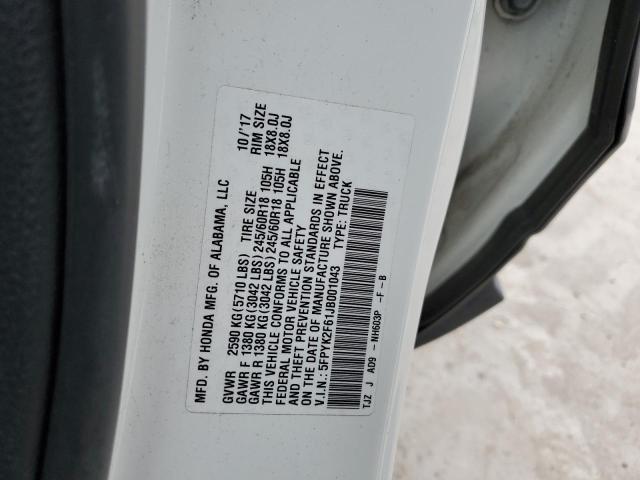 MFD. BY HONDA MFG. OF ALABAMA, LLC 10/'17
GVWR 2590 KG(5710 LBS) TIRE SIZE RIM SIZE
GAWR F 1380 KG(3042 LBS)245/60R18 105H 18X8.0J
GAWR R 1380 KG(3042 LBS)245/60R18 105H 18X8.0J
THIS VEHICLE CONFORMS TO ALL APPLICABLE
FEDERAL MOTOR VEHICLE SAFETY
AND THEFT PREVENTION STANDARDS IN EFFECT
ON THE DATE OF MANUFACTURE SHOWN ABOVE.
V.I.N.: 5FPYK2F61JB001043 TYPE: TRUCK
TJZ J A09 -NH603P -F -B